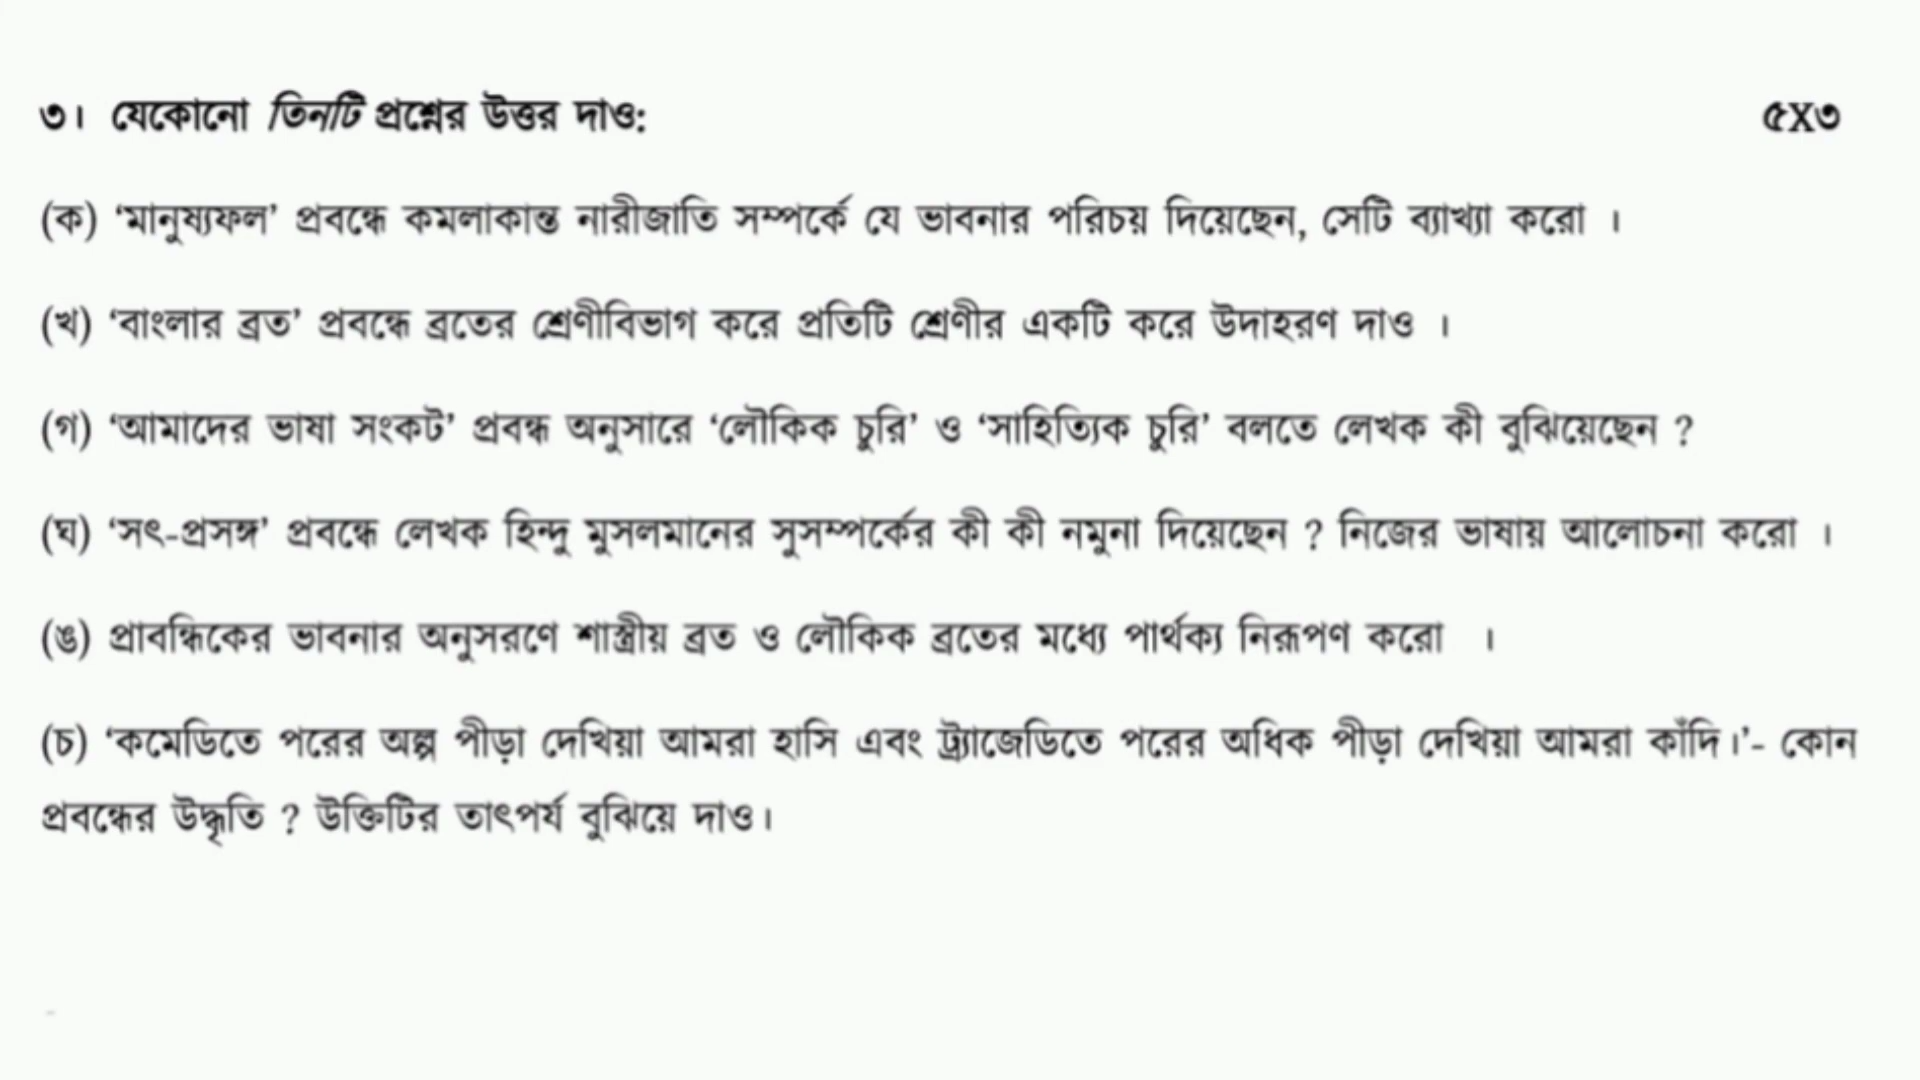 ৩। যেকোনো তিনটি প্রশ্নের উত্তর দাও: ৫X৩
(ক) ‘মানুষ্যফল’ প্রবন্ধে কমলাকান্ত নারীজাতি সম্পর্কে যে ভাবনার পরিচয় দিয়েছেন, সেটি ব্যাখ্যা করো ।
(খ) ‘বাংলার ব্রত’ প্রবন্ধে ব্রতের শ্রেণীবিভাগ করে প্রতিটি শ্রেণীর একটি করে উদাহরণ দাও ।
(গ) ‘আমাদের ভাষা সংকট’ প্রবন্ধ অনুসারে ‘লৌকিক চুরি’ ও ‘সাহিত্যিক চুরি’ বলতে লেখক কী বুঝিয়েছেন ?
(ঘ) ‘সৎ-প্রসঙ্গ’ প্রবন্ধে লেখক হিন্দু মুসলমানের সুসম্পর্কের কী কী নমুনা দিয়েছেন ? নিজের ভাষায় আলোচনা করো ।
(ঙ) প্রাবন্ধিকের ভাবনার অনুসরণে শাস্ত্রীয় ব্রত ও লৌকিক ব্রতের মধ্যে পার্থক্য নিরূপণ করো ।
(চ) ‘কমেডিতে পরের অল্প পীড়া দেখিয়া আমরা হাসি এবং ট্র্যাজেডিতে পরের অধিক পীড়া দেখিয়া আমরা কাঁদি।’- কোন
প্রবন্ধের উদ্ধৃতি ? উক্তিটির তাৎপর্য বুঝিয়ে দাও।